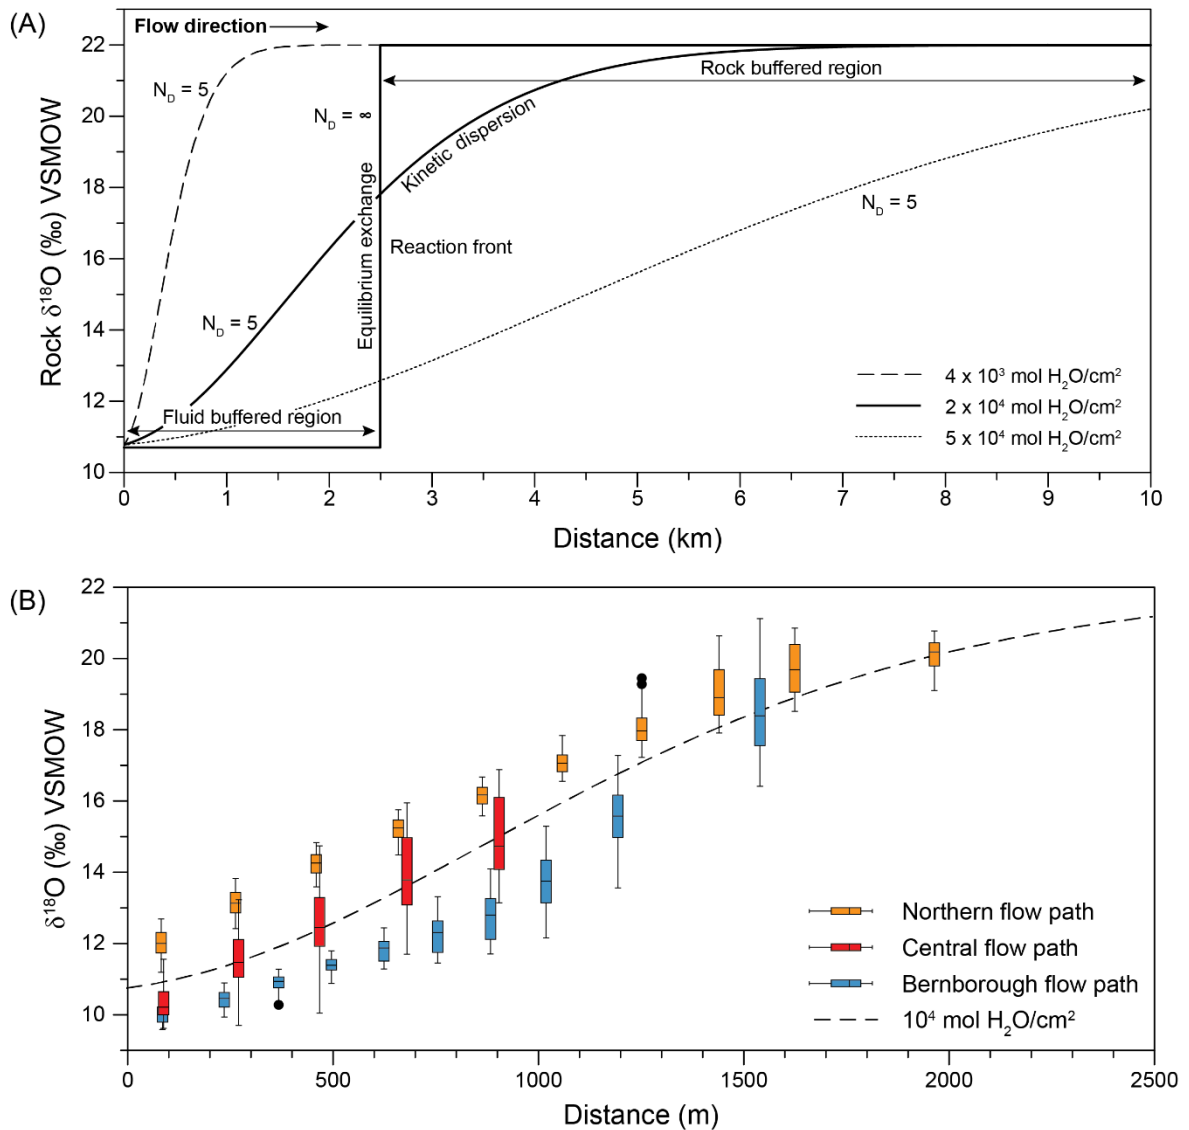 (A)
Flow direction
22
20
18
16
14
12
10
Rock δ¹⁸O (‰) VSMOW
N_D = 5
N_D = ∞
Rock buffered region
Kinetic dispersion
Equilibrium exchange
Reaction front
N_D = 5
N_D = 5
Fluid buffered region
4 x 10³ mol H₂O/cm²
2 x 10⁴ mol H₂O/cm²
5 x 10⁴ mol H₂O/cm²
0 1 2 3 4 5 6 7 8 9 10
Distance (km)
(B)
22
20
18
16
14
12
10
δ¹⁸O (‰) VSMOW
Northern flow path
Central flow path
Bernborough flow path
10⁴ mol H₂O/cm²
0 500 1000 1500 2000 2500
Distance (m)